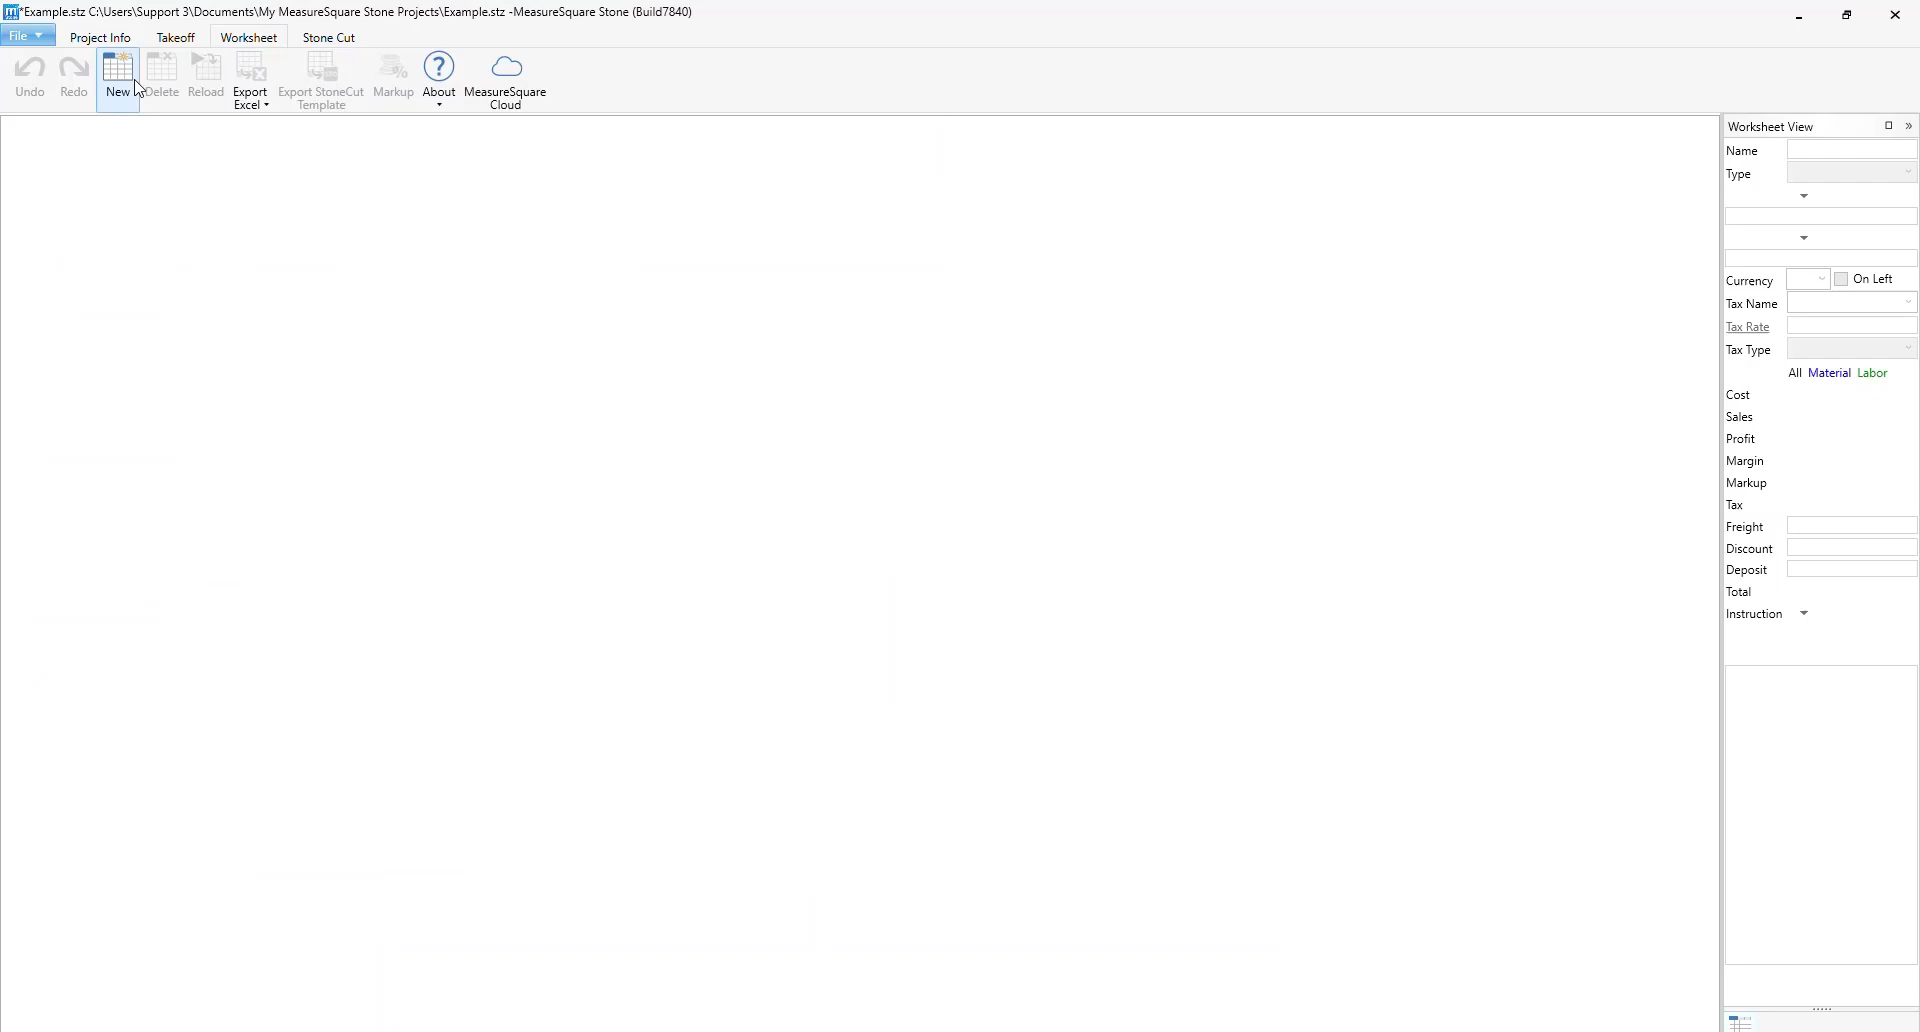 *Example.stz C:\Users\Support 3\Documents\My MeasureSquare Stone Projects\Example.stz -MeasureSquare Stone (Build7840)
File Project Info Takeoff Worksheet Stone Cut
Undo Redo New Delete Reload Export Excel Export StoneCut Template Markup About MeasureSquare Cloud
Worksheet View
Name
Type
Currency On Left
Tax Name
Tax Rate
Tax Type
All Material Labor
Cost
Sales
Profit
Margin
Markup
Tax
Freight
Discount
Deposit
Total
Instruction